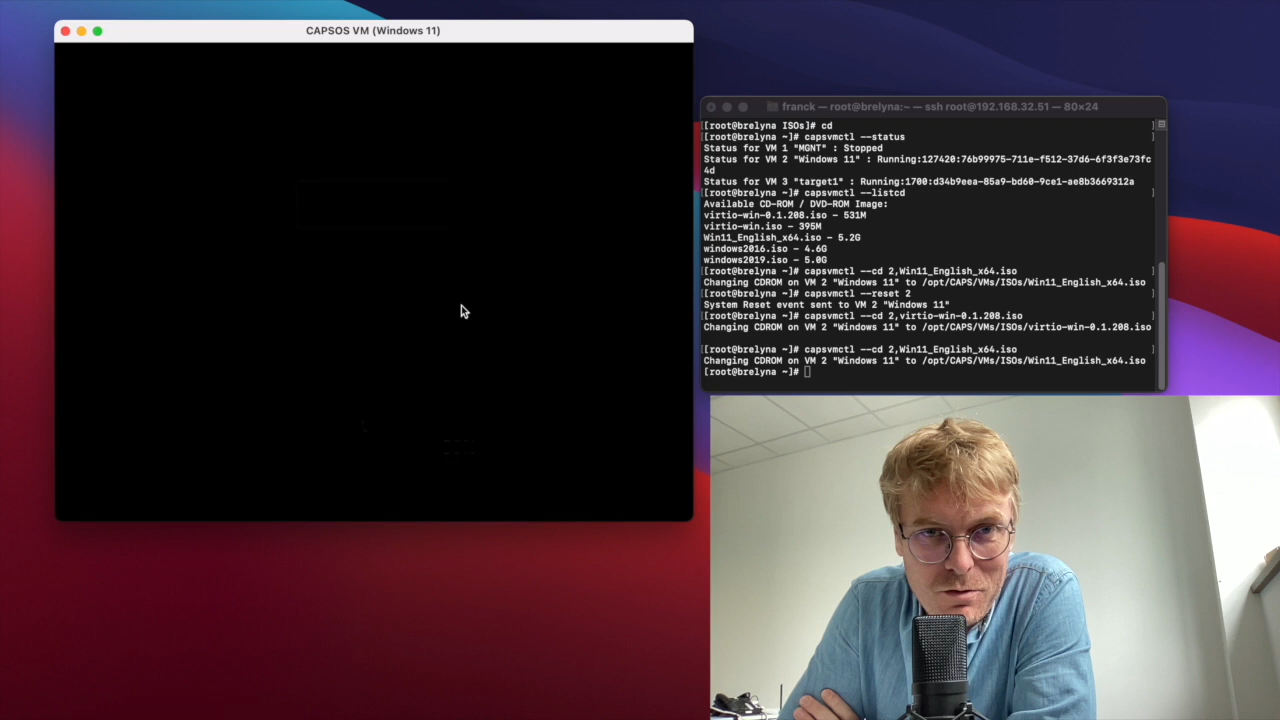 CAPSOS VM (Windows 11)
franck — root@brelyna:~ — ssh root@192.168.32.51 — 80×24
[[root@brelyna ISOs]# cd ]
[[root@brelyna ~]# capsvmctl --status ]
Status for VM 1 "MGNT" : Stopped
Status for VM 2 "Windows 11" : Running:127420:76b99975-711e-f512-37d6-6f3f3e73fc
4d
Status for VM 3 "target1" : Running:1700:d34b9eea-85a9-bd60-9ce1-ae8b3669312a
[[root@brelyna ~]# capsvmctl --listcd ]
Available CD-ROM / DVD-ROM Image:
virtio-win-0.1.208.iso - 531M
virtio-win.iso - 395M
Win11_English_x64.iso - 5.2G
windows2016.iso - 4.6G
windows2019.iso - 5.0G
[[root@brelyna ~]# capsvmctl --cd 2,Win11_English_x64.iso ]
Changing CDROM on VM 2 "Windows 11" to /opt/CAPS/VMs/ISOs/Win11_English_x64.iso
[[root@brelyna ~]# capsvmctl --reset 2 ]
System Reset event sent to VM 2 "Windows 11"
[[root@brelyna ~]# capsvmctl --cd 2,virtio-win-0.1.208.iso ]
Changing CDROM on VM 2 "Windows 11" to /opt/CAPS/VMs/ISOs/virtio-win-0.1.208.iso
[[root@brelyna ~]# capsvmctl --cd 2,Win11_English_x64.iso ]
Changing CDROM on VM 2 "Windows 11" to /opt/CAPS/VMs/ISOs/Win11_English_x64.iso
[root@brelyna ~]#